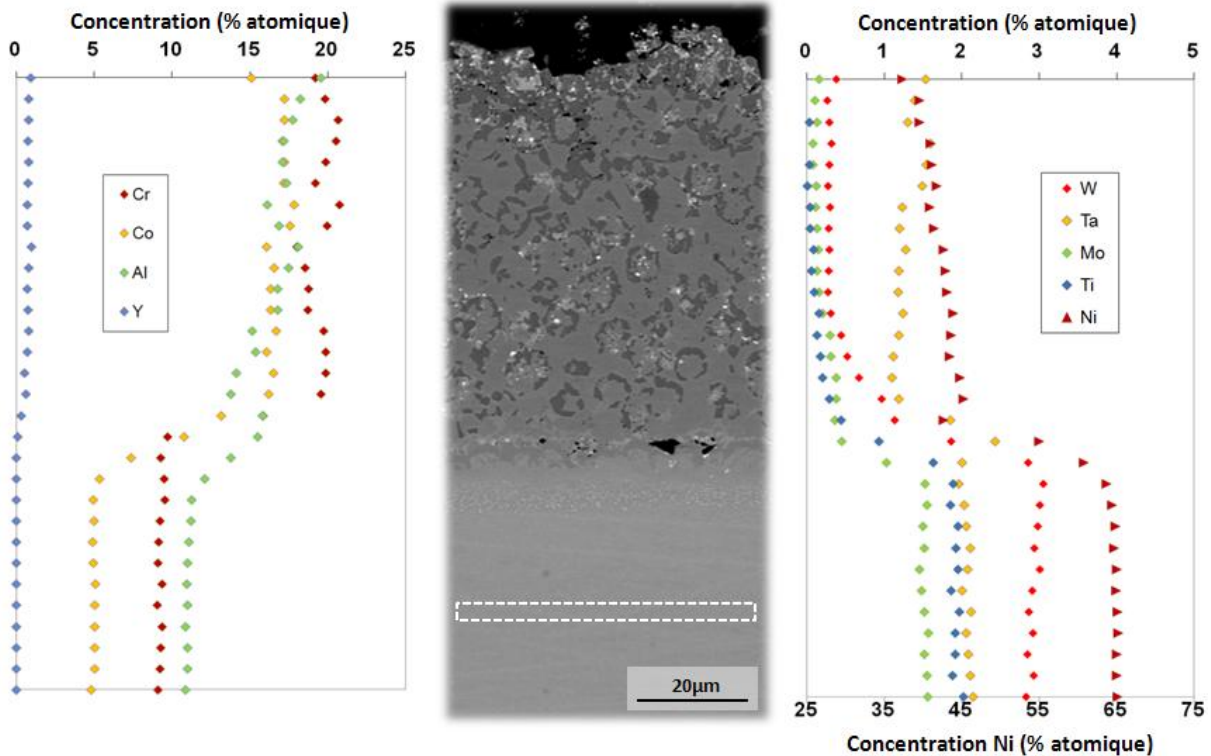 Concentration (% atomique)
0 5 10 15 20 25
Cr
Co
Al
Y
20µm
Concentration (% atomique)
0 1 2 3 4 5
W
Ta
Mo
Ti
Ni
25 35 45 55 65 75
Concentration Ni (% atomique)